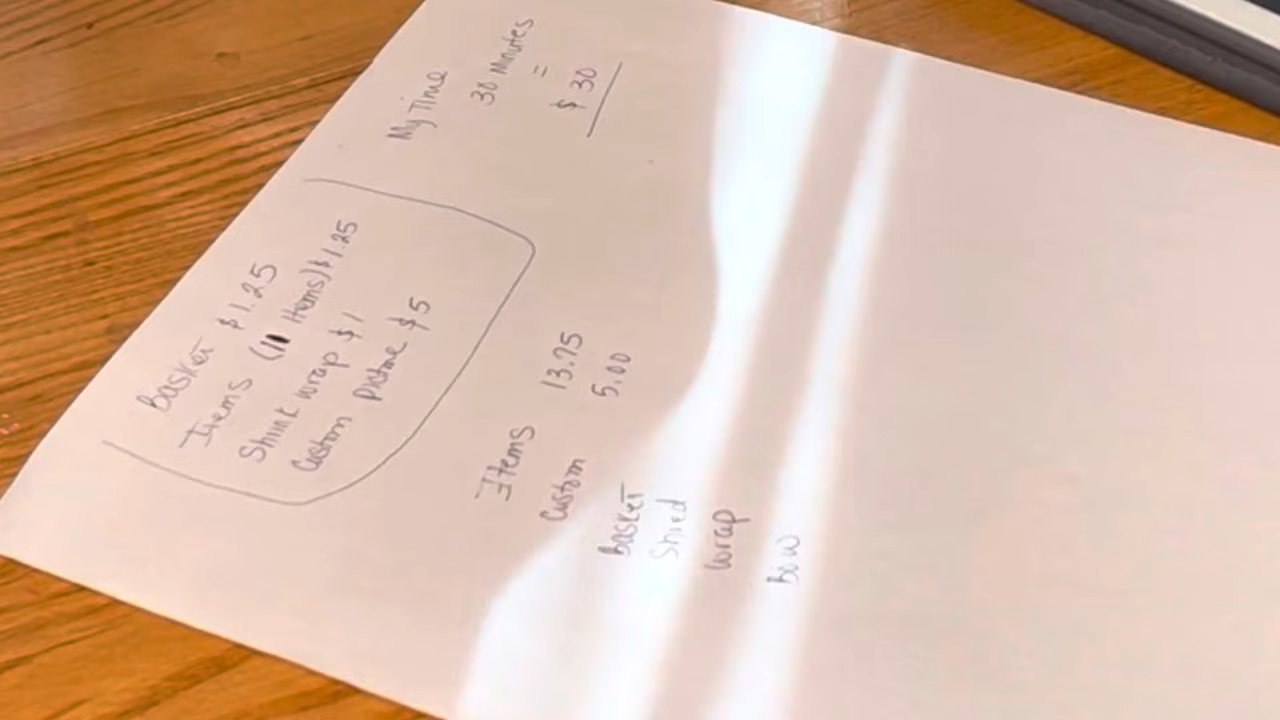 My Time
30 Minutes
=
$ 30
Basket $1.25
Items (11 Items) $1.25
Shrink wrap $1
Custom picture $5
Items 13.75
Custom 5.00
Basket
Shred
Wrap
Bow